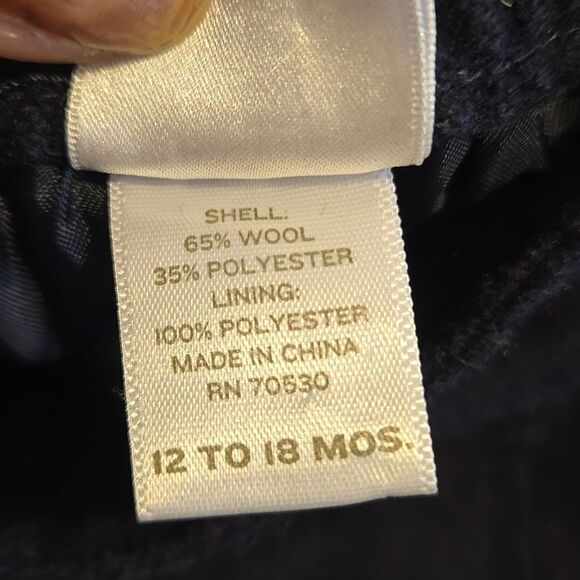 SHELL:
65% WOOL
35% POLYESTER
LINING:
100% POLYESTER
MADE IN CHINA
RN 70530
12 TO 18 MOS.